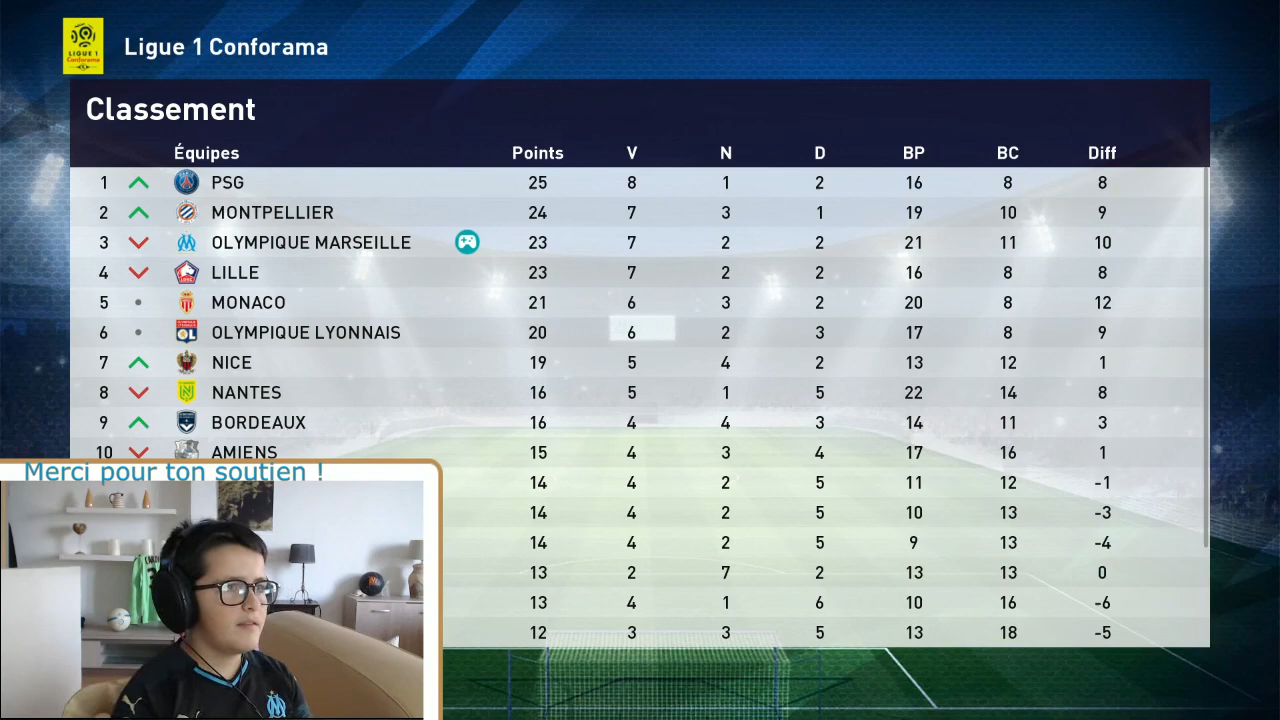 LIGUE 1
Conforama
Ligue 1 Conforama
Classement
Équipes Points V N D BP BC Diff
1 PSG 25 8 1 2 16 8 8
2 MONTPELLIER 24 7 3 1 19 10 9
3 OLYMPIQUE MARSEILLE 23 7 2 2 21 11 10
4 LILLE 23 7 2 2 16 8 8
5 MONACO 21 6 3 2 20 8 12
6 OLYMPIQUE LYONNAIS 20 6 2 3 17 8 9
7 NICE 19 5 4 2 13 12 1
8 NANTES 16 5 1 5 22 14 8
9 BORDEAUX 16 4 4 3 14 11 3
10 AMIENS 15 4 3 4 17 16 1
14 4 2 5 11 12 -1
14 4 2 5 10 13 -3
14 4 2 5 9 13 -4
13 2 7 2 13 13 0
13 4 1 6 10 16 -6
12 3 3 5 13 18 -5
Merci pour ton soutien !